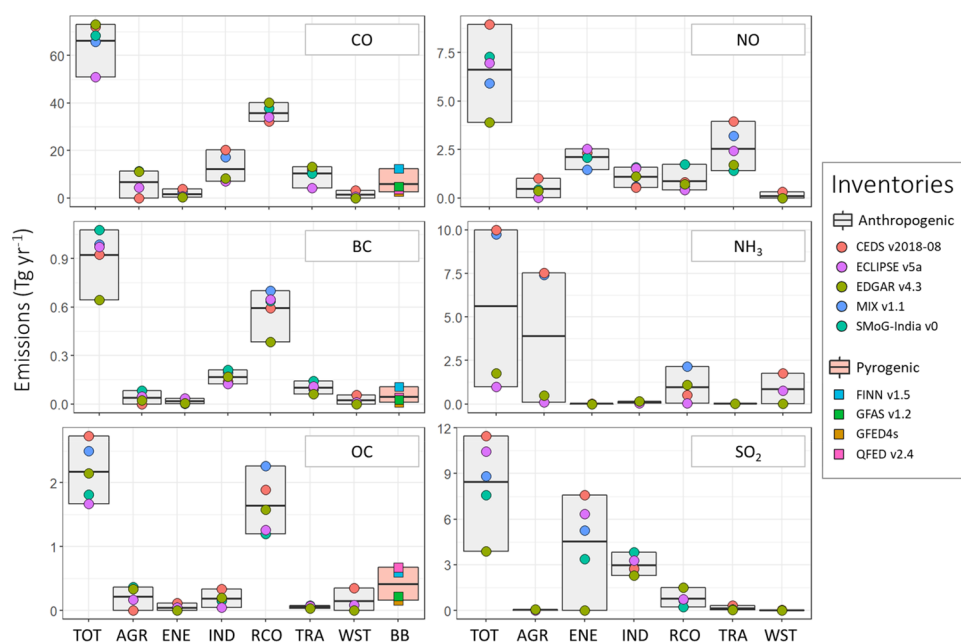 CO
NO
60
40
20
0
7.5
5.0
2.5
0.0
BC
NH3
0.9
0.6
0.3
0.0
10.0
7.5
5.0
2.5
0.0
OC
SO2
2
1
0
12
9
6
3
0
Emissions (Tg yr-1)
TOT AGR ENE IND RCO TRA WST BB
TOT AGR ENE IND RCO TRA WST
Inventories
Anthropogenic
CEDS v2018-08
ECLIPSE v5a
EDGAR v4.3
MIX v1.1
SMoG-India v0
Pyrogenic
FINN v1.5
GFAS v1.2
GFED4s
QFED v2.4